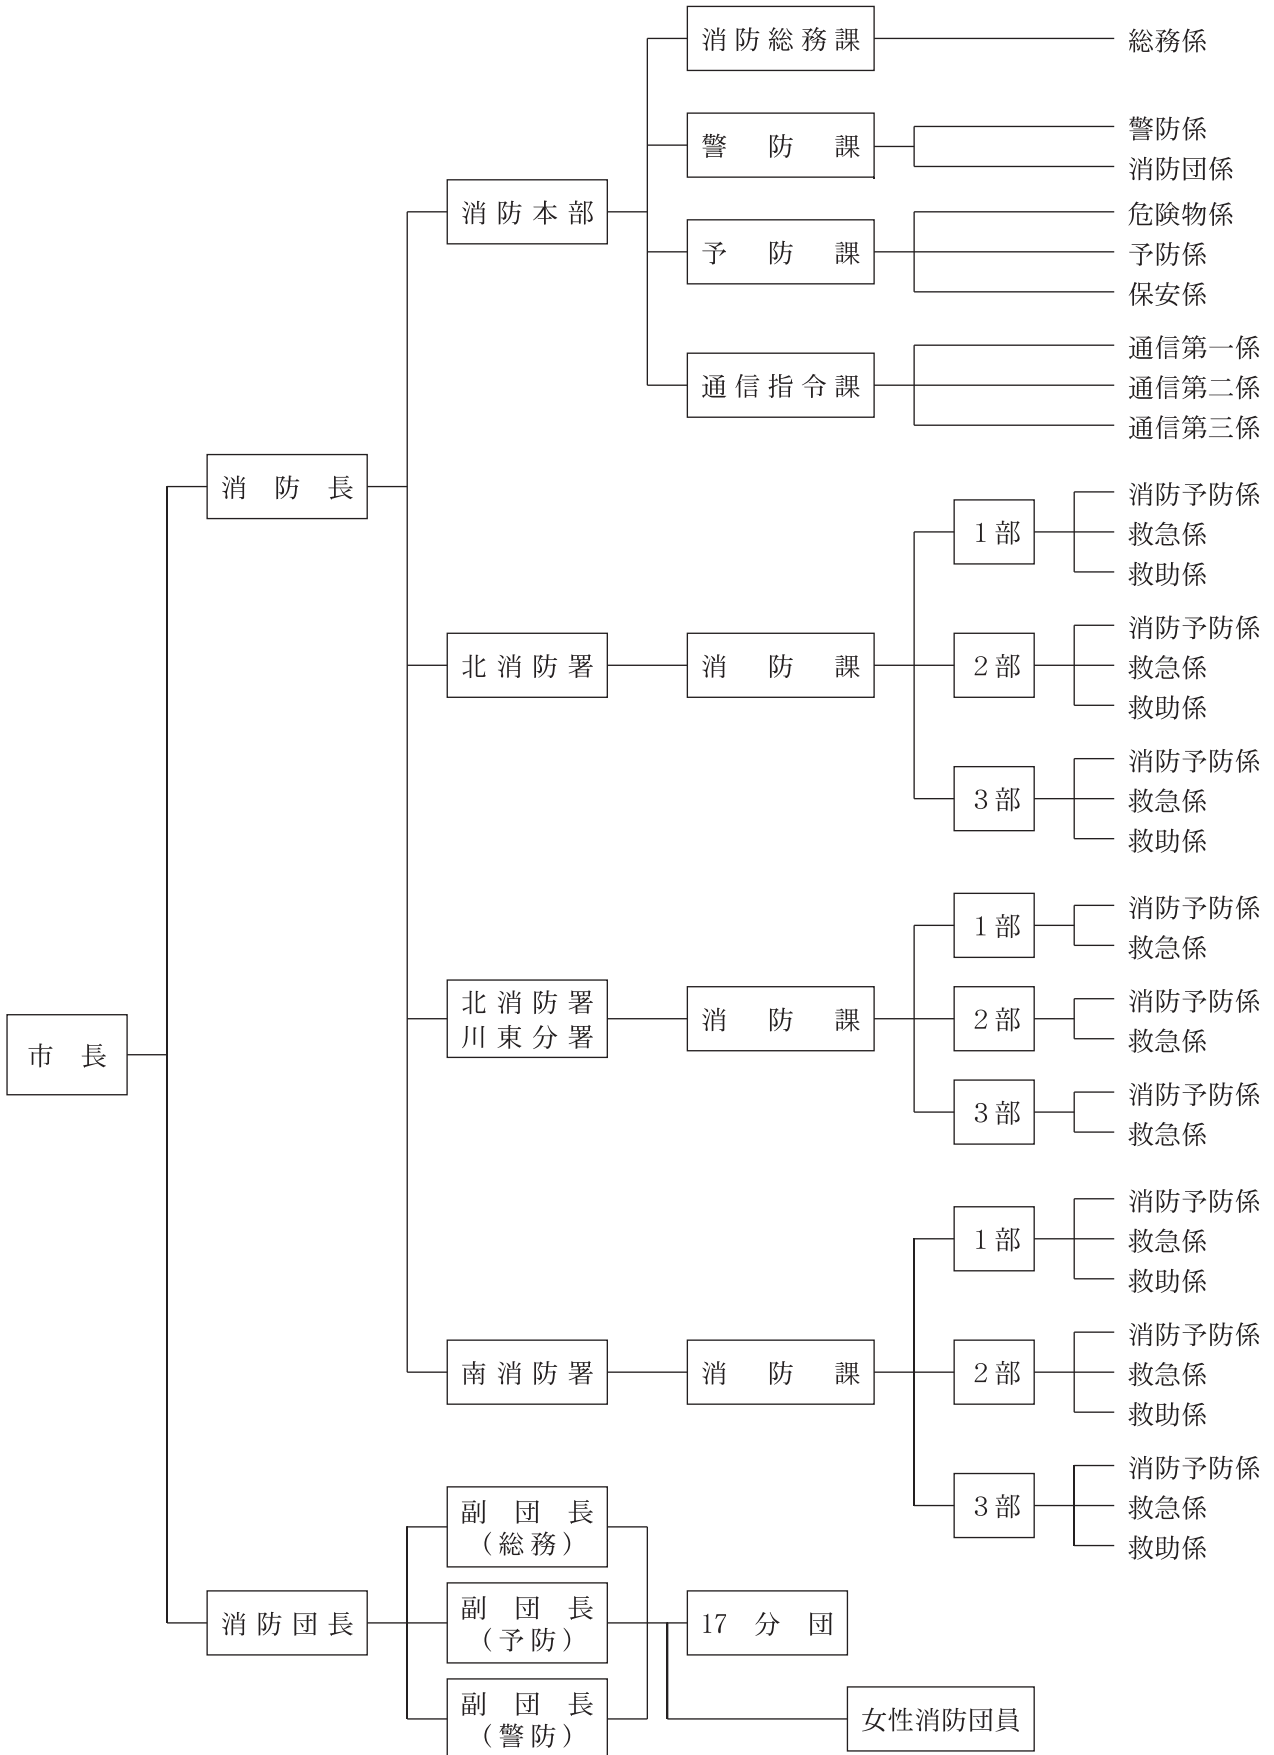 市長
消防長
消防本部
消防総務課
総務係
警防課
警防係
消防団係
予防課
危険物係
予防係
保安係
通信指令課
通信第一係
通信第二係
通信第三係
北消防署
消防課
1部
消防予防係
救急係
救助係
2部
消防予防係
救急係
救助係
3部
消防予防係
救急係
救助係
北消防署
川東分署
消防課
1部
消防予防係
救急係
2部
消防予防係
救急係
3部
消防予防係
救急係
南消防署
消防課
1部
消防予防係
救急係
救助係
2部
消防予防係
救急係
救助係
3部
消防予防係
救急係
救助係
消防団長
副団長
(総務)
副団長
(予防)
副団長
(警防)
17分団
女性消防団員